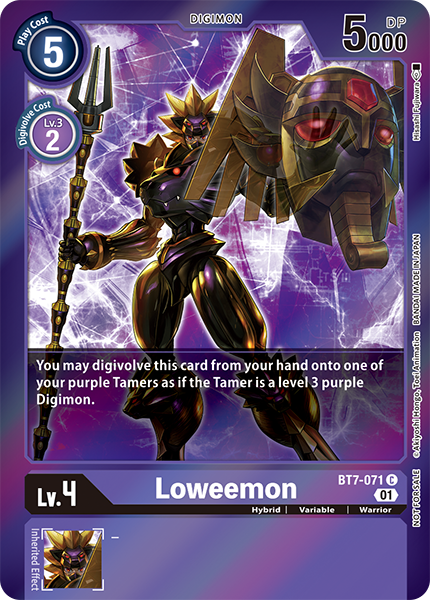 DIGIMON
Play Cost
5
Digivolve Cost
Lv.3
2
DP
5000
Hisashi Fujiwara
You may digivolve this card from your hand onto one of
your purple Tamers as if the Tamer is a level 3 purple
Digimon.
©Akiyoshi Hongo, Toei Animation BANDAI MADE IN JAPAN
NOT FOR SALE
Lv.4
Loweemon
BT7-071 C
01
Hybrid | Variable | Warrior
Inherited Effect
–